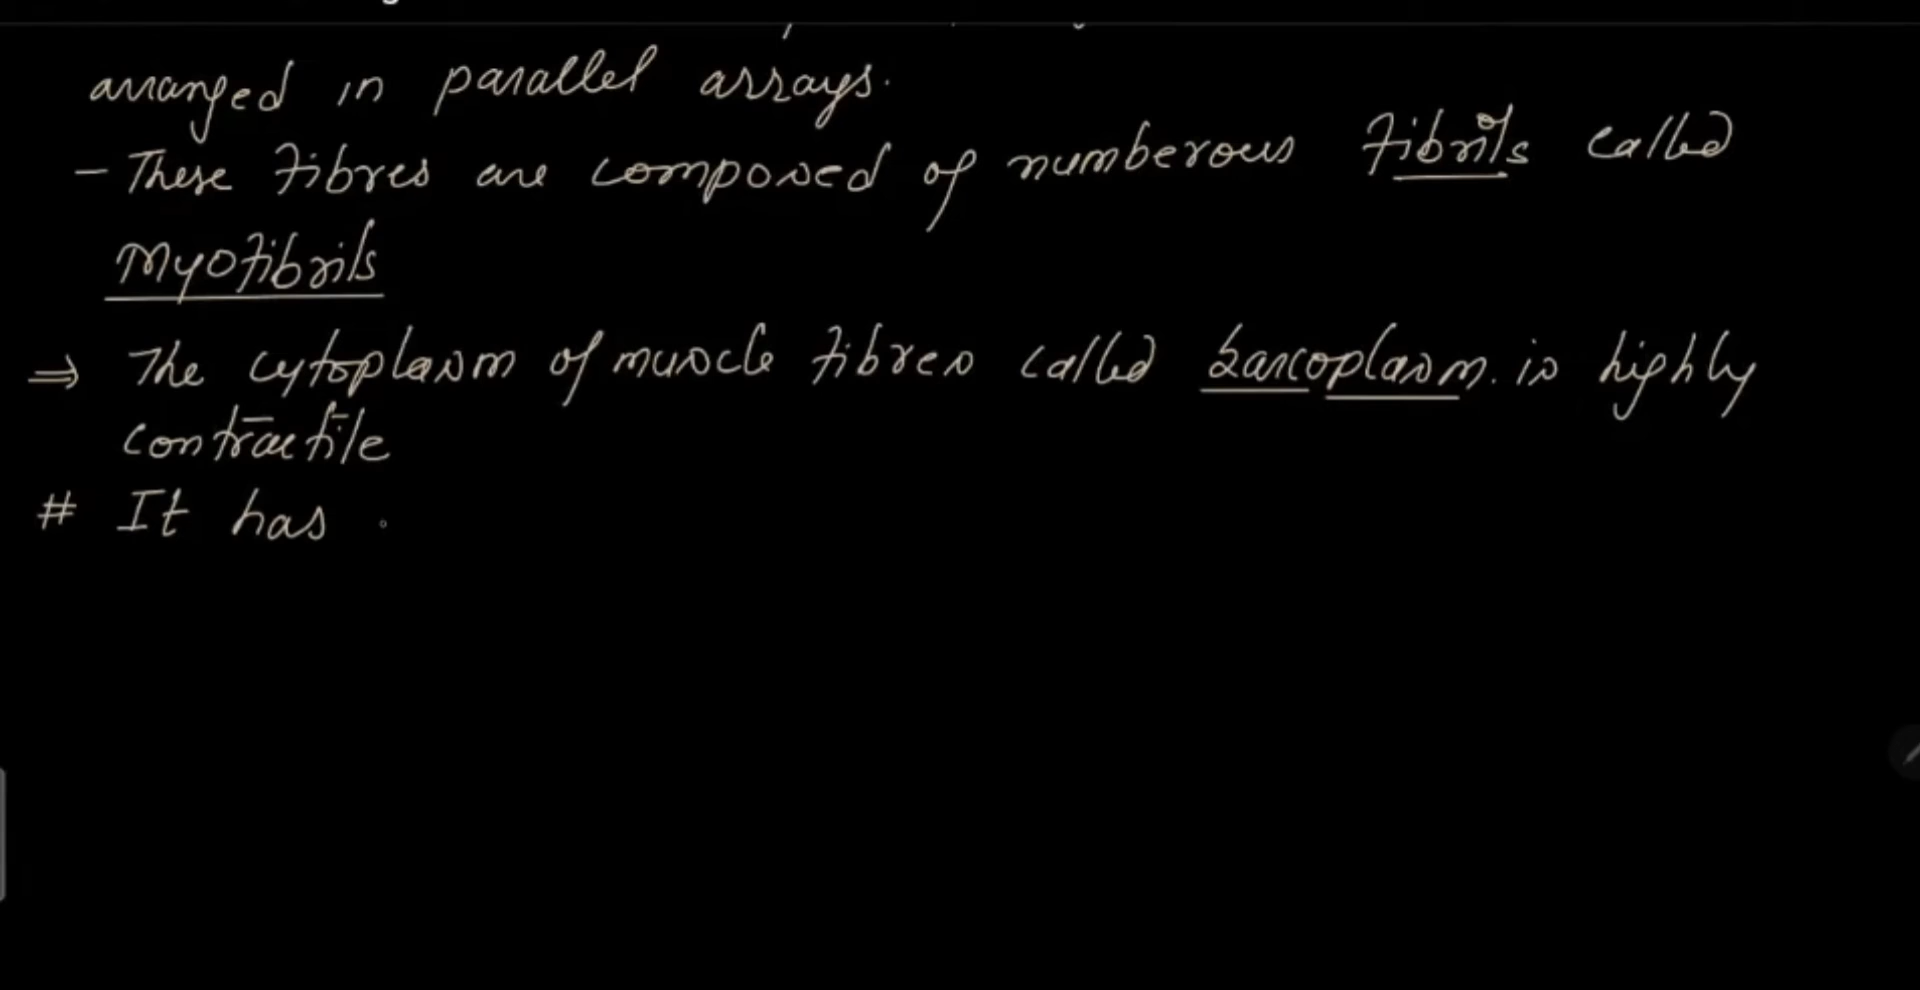 arranged in parallel arrays.
- These fibres are composed of numberous fibrils called
Myofibrils
⇒ The cytoplasm of muscle fibres called Sarcoplasm. is highly
contractile
# It has